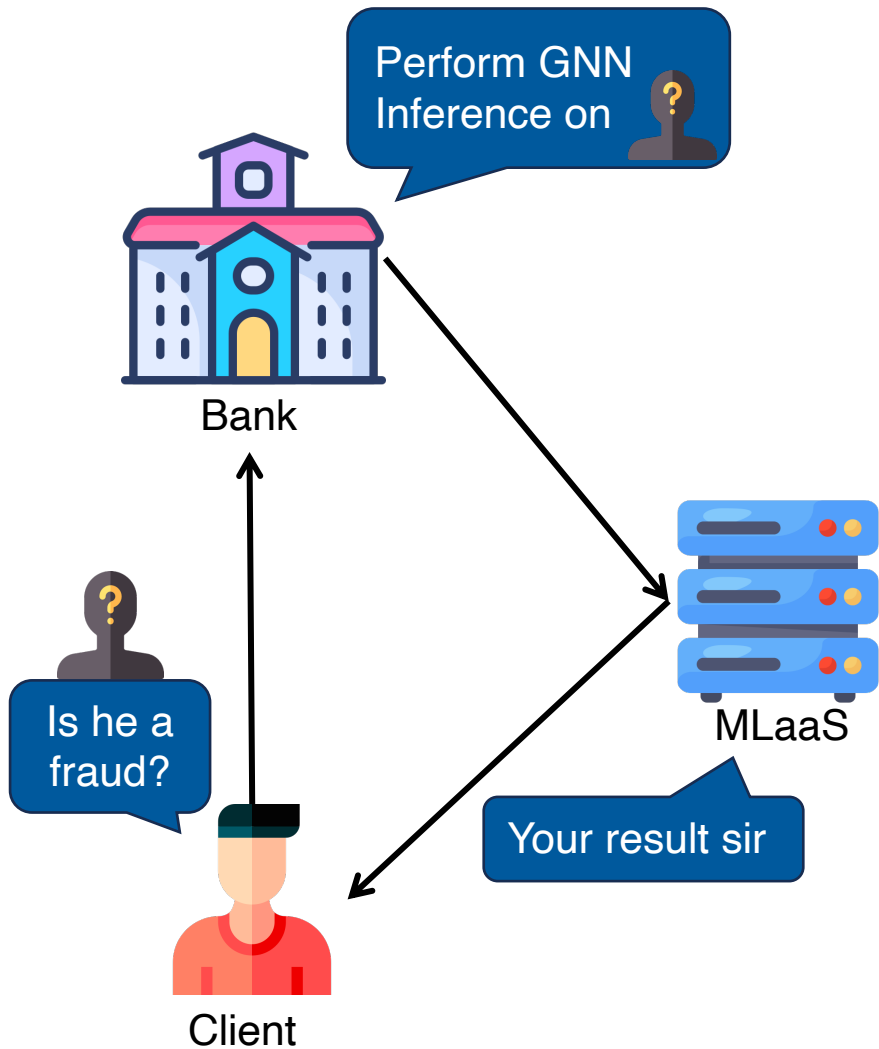 Perform GNN
Inference on
?
Bank
?
Is he a
fraud?
MLaaS
Your result sir
Client